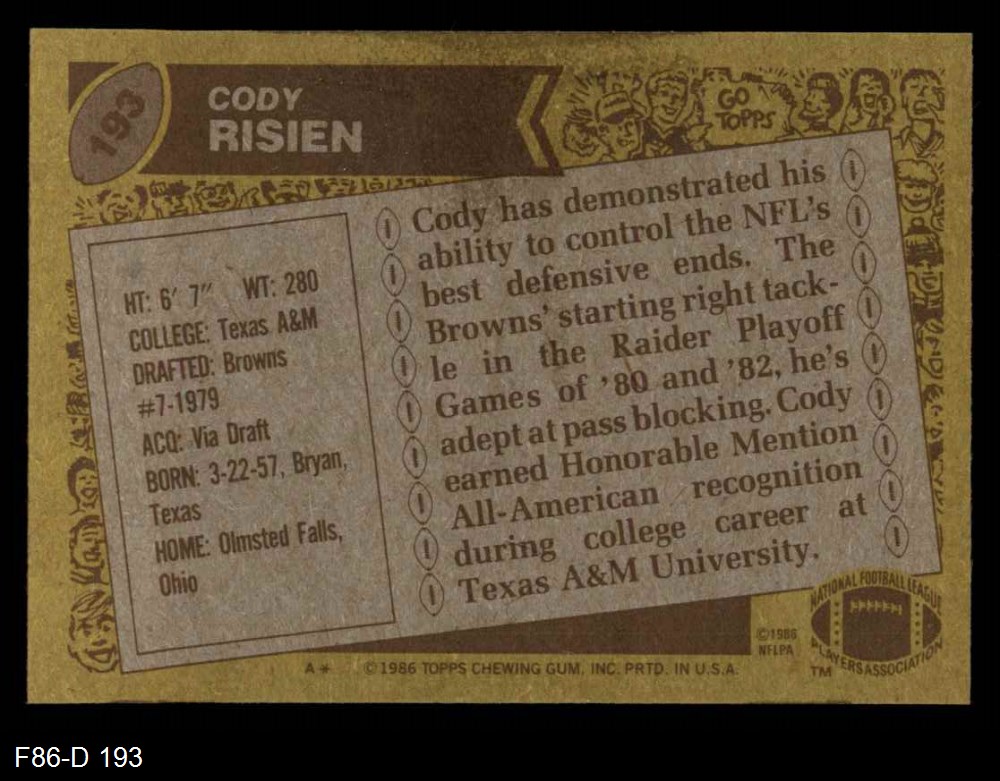 193
CODY
RISIEN
GO
TOPPS
HT: 6′ 7″ WT: 280
COLLEGE: Texas A&M
DRAFTED: Browns
#7-1979
ACQ: Via Draft
BORN: 3-22-57, Bryan,
Texas
HOME: Olmsted Falls,
Ohio
Cody has demonstrated his
ability to control the NFL's
best defensive ends. The
Browns' starting right tack-
le in the Raider Playoff
Games of '80 and '82, he's
adept at pass blocking. Cody
earned Honorable Mention
All-American recognition
during college career at
Texas A&M University.
©1986
NFLPA
NATIONAL FOOTBALL LEAGUE
PLAYERS ASSOCIATION
TM
A* ©1986 TOPPS CHEWING GUM, INC. PRTD. IN U.S.A.
F86-D 193